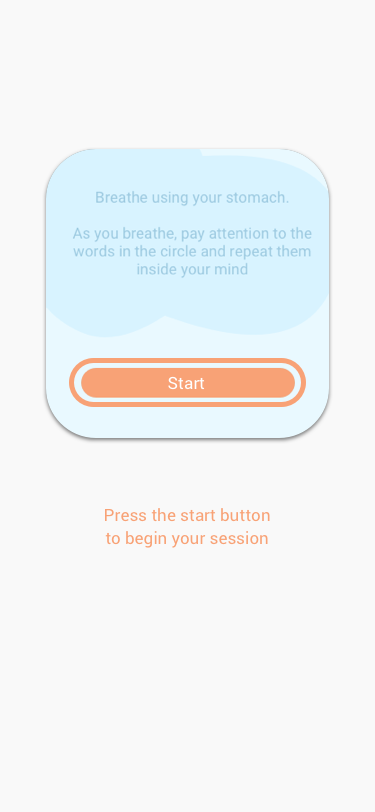 Breathe using your stomach.
As you breathe, pay attention to the
words in the circle and repeat them
inside your mind
Start
Press the start button
to begin your session